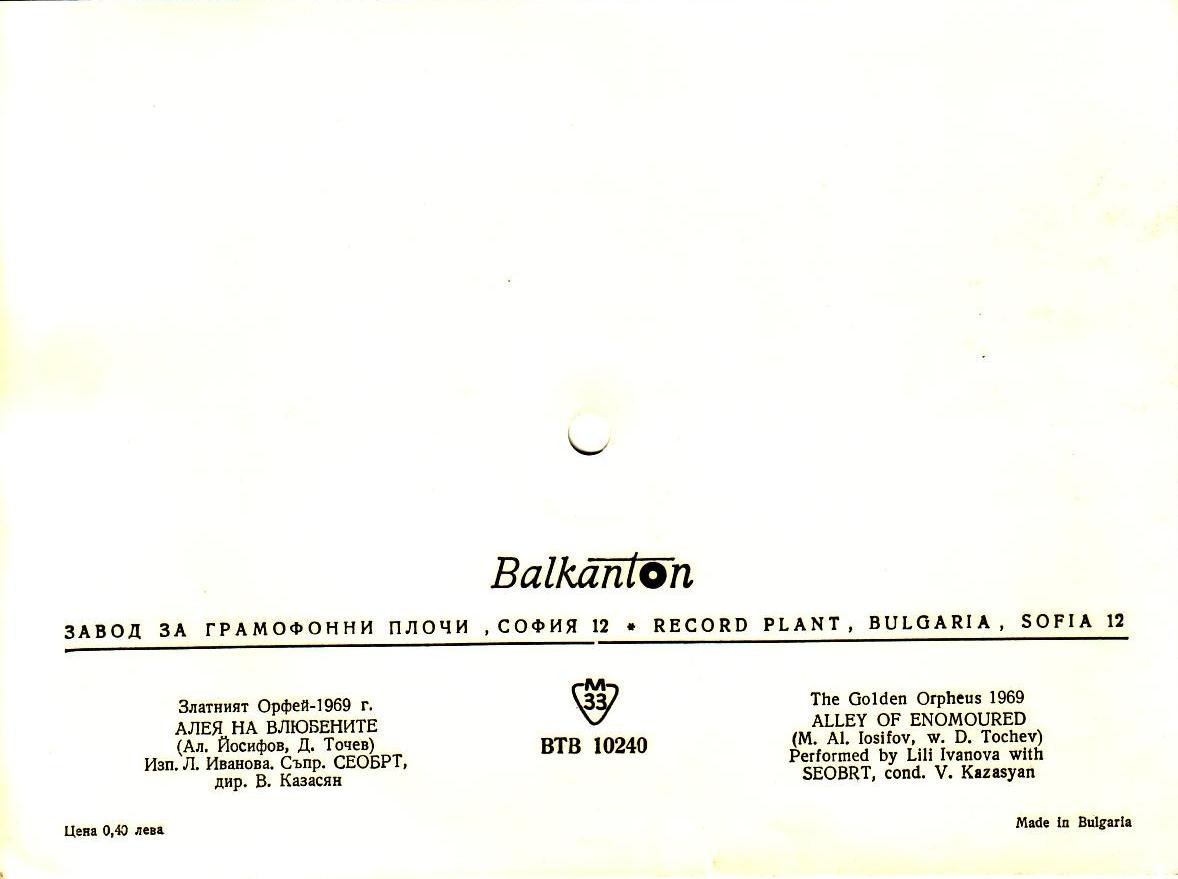 Balkanton
ЗАВОД ЗА ГРАМОФОННИ ПЛОЧИ , СОФИЯ 12 * RECORD PLANT, BULGARIA, SOFIA 12
Златният Орфей-1969 г.
АЛЕЯ НА ВЛЮБЕНИТЕ
(Ал. Йосифов, Д. Точев)
Изп. Л. Иванова. Съпр. СЕОБРТ,
дир. В. Казасян
Цена 0,40 лева
М
33
ВТВ 10240
The Golden Orpheus 1969
ALLEY OF ENOMOURED
(M. Al. Iosifov, w. D. Tochev)
Performed by Lili Ivanova with
SEOBRT, cond. V. Kazasyan
Made in Bulgaria